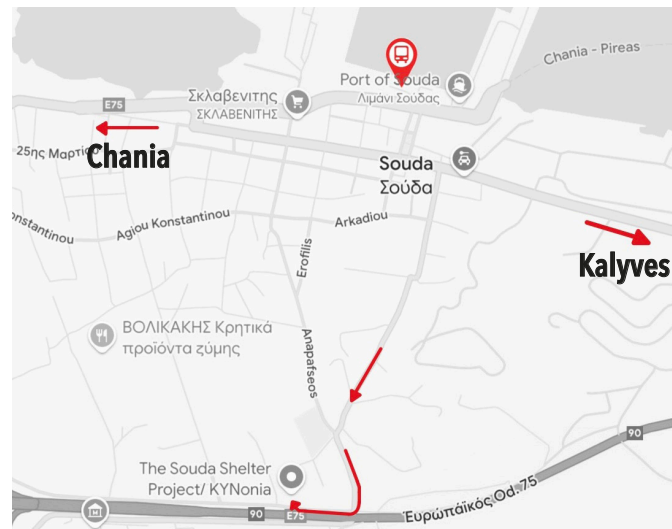 Chania - Pireas
Port of Souda
Λιμάνι Σούδας
Σκλαβενίτης
ΣΚΛΑΒΕΝΙΤΗΣ
E75
25ης Μαρτίου
Chania
Souda
Σούδα
Konstantinou
Agiou Konstantinou
Arkadiou
Erofilis
Kalyves
ΒΟΛΙΚΑΚΗΣ Κρητικά
προϊόντα ζύμης
Anapafseos
90
The Souda Shelter
Project/ KYNonia
90
E75
Ευρωπαϊκός Οδ. 75